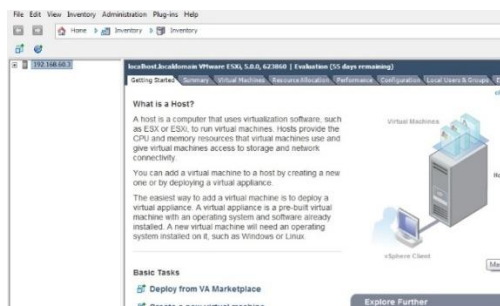 File Edit View Inventory Administration Plug-ins Help
Home Inventory Inventory
192.168.60.3
localhost.localdomain VMware ESXi, 5.0.0, 623860 | Evaluation (55 days remaining)
Getting Started Summary Virtual Machines Resource Allocation Performance Configuration Local Users & Groups
What is a Host?
A host is a computer that uses virtualization software, such
as ESX or ESXi, to run virtual machines. Hosts provide the
CPU and memory resources that virtual machines use and
give virtual machines access to storage and network
connectivity.
You can add a virtual machine to a host by creating a new
one or by deploying a virtual appliance.
The easiest way to add a virtual machine is to deploy a
virtual appliance. A virtual appliance is a pre-built virtual
machine with an operating system and software already
installed. A new virtual machine will need an operating
system installed on it, such as Windows or Linux.
Virtual Machines
vSphere Client
Basic Tasks
Deploy from VA Marketplace
Create a new virtual machine
Explore Further